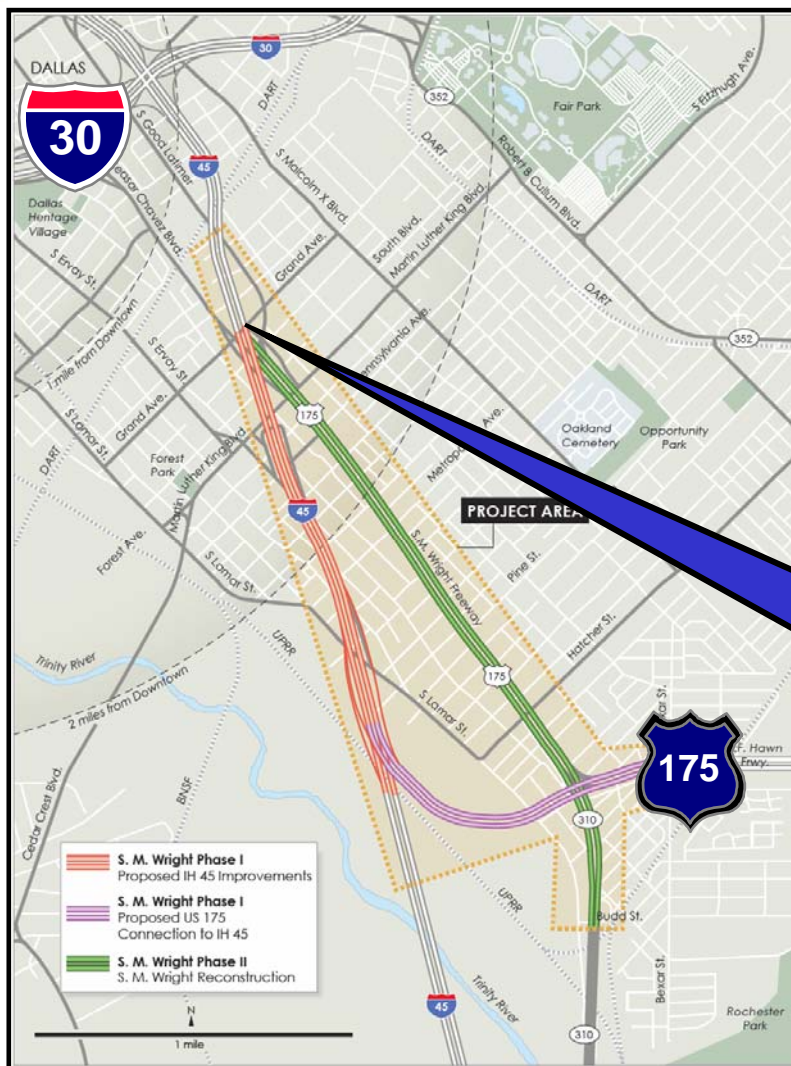 30
DALLAS
30
352
S Fitzhugh Ave.
Fair Park
DART
S Good Latimer
45
S Malcolm X Blvd.
DART
Robert B Cullum Blvd.
Dallas
Heritage
Village
Chavez Blvd.
South Blvd.
Martin Luther King Blvd.
Grand Ave.
S Ervay St.
DART
352
1 mile from Downtown
Pennsylvania Ave.
S Ervay St.
175
S Lamar St.
Grand Ave.
Oakland
Cemetery
Opportunity
Park
Metropolitan Ave.
Forest
Park
DART
Martin Luther King Blvd.
45
PROJECT AREA
Forest Ave.
S.M. Wright Freeway
Pine St.
S Lamar St.
Hatcher St.
UPRR
Trinity River
175
2 miles from Downtown
S Lamar St.
Bexar St.
C.F. Hawn
Frwy.
175
BNSF
Cedar Crest Blvd.
310
S. M. Wright Phase I
Proposed IH 45 Improvements
S. M. Wright Phase I
Proposed US 175
Connection to IH 45
S. M. Wright Phase II
S. M. Wright Reconstruction
UPRR
Budd St.
Bexar St.
Trinity River
45
Rochester
Park
N
1 mile
310